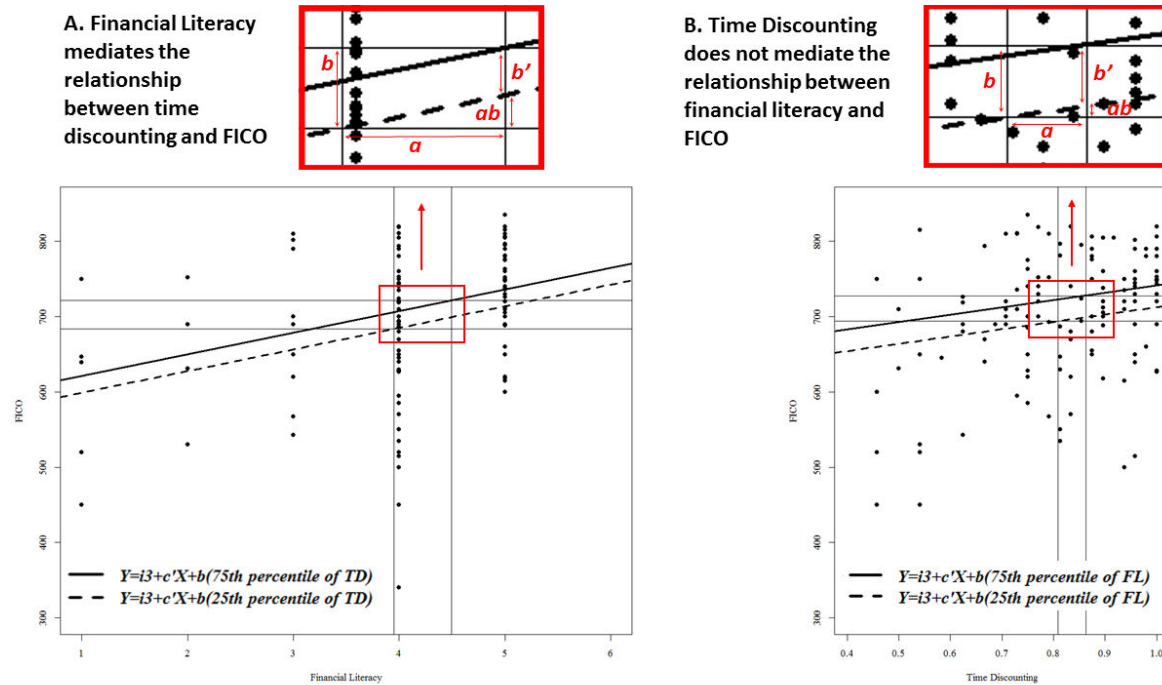 A. Financial Literacy
mediates the
relationship
between time
discounting and FICO
b
b’
ab
a
B. Time Discounting
does not mediate the
relationship between
financial literacy and
FICO
b
b’
ab
a
800
700
600
500
400
300
FICO
Y=i3+c'X+b(75th percentile of TD)
Y=i3+c'X+b(25th percentile of TD)
1 2 3 4 5 6
Financial Literacy
800
700
600
500
400
300
FICO
Y=i3+c'X+b(75th percentile of FL)
Y=i3+c'X+b(25th percentile of FL)
0.4 0.5 0.6 0.7 0.8 0.9 1.0
Time Discounting